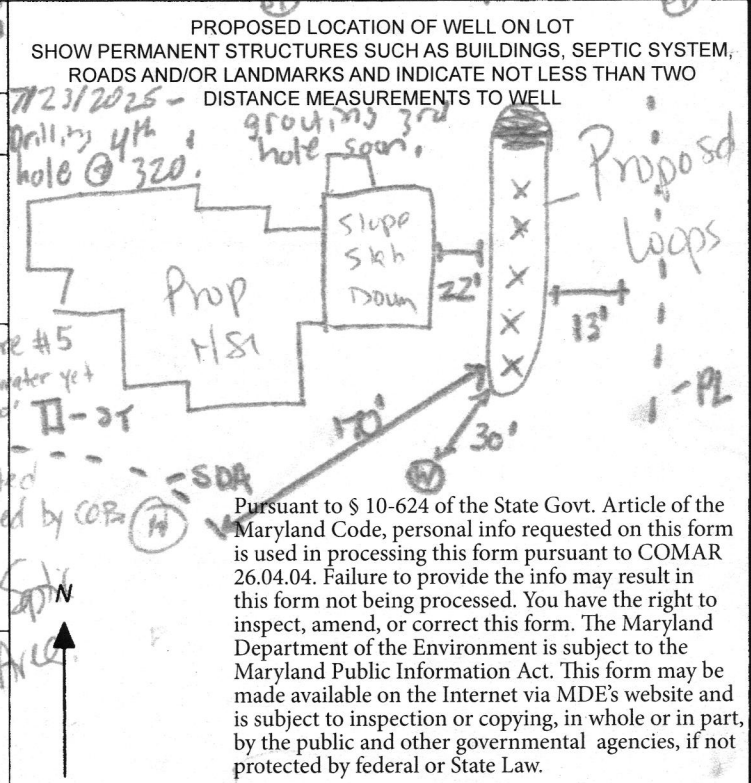 PROPOSED LOCATION OF WELL ON LOT
SHOW PERMANENT STRUCTURES SUCH AS BUILDINGS, SEPTIC SYSTEM,
ROADS AND/OR LANDMARKS AND INDICATE NOT LESS THAN TWO
DISTANCE MEASUREMENTS TO WELL
7/23/2025 -
Drilling 4th
hole @ 320'.
grouting 3rd
hole soon.
Proposed
Loops
Slope
Slab
Down
22'
13'
Prop
#5
water yet
ST
170'
30'
PL
SDA
W
by
Septic
Area.
N
Pursuant to § 10-624 of the State Govt. Article of the
Maryland Code, personal info requested on this form
is used in processing this form pursuant to COMAR
26.04.04. Failure to provide the info may result in
this form not being processed. You have the right to
inspect, amend, or correct this form. The Maryland
Department of the Environment is subject to the
Maryland Public Information Act. This form may be
made available on the Internet via MDE's website and
is subject to inspection or copying, in whole or in part,
by the public and other governmental agencies, if not
protected by federal or State Law.